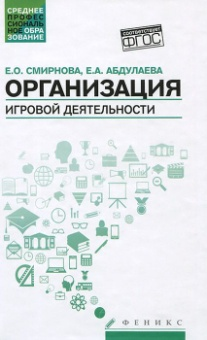 СРЕДНЕЕ
ПРОФЕС
СИОНАЛЬ
НОЕ ОБРА
ЗОВАНИЕ
СООТВЕТСТВУЕТ
ФГОС
Е.О. СМИРНОВА, Е.А. АБДУЛАЕВА
ОРГАНИЗАЦИЯ
ИГРОВОЙ ДЕЯТЕЛЬНОСТИ
ФЕНИКС